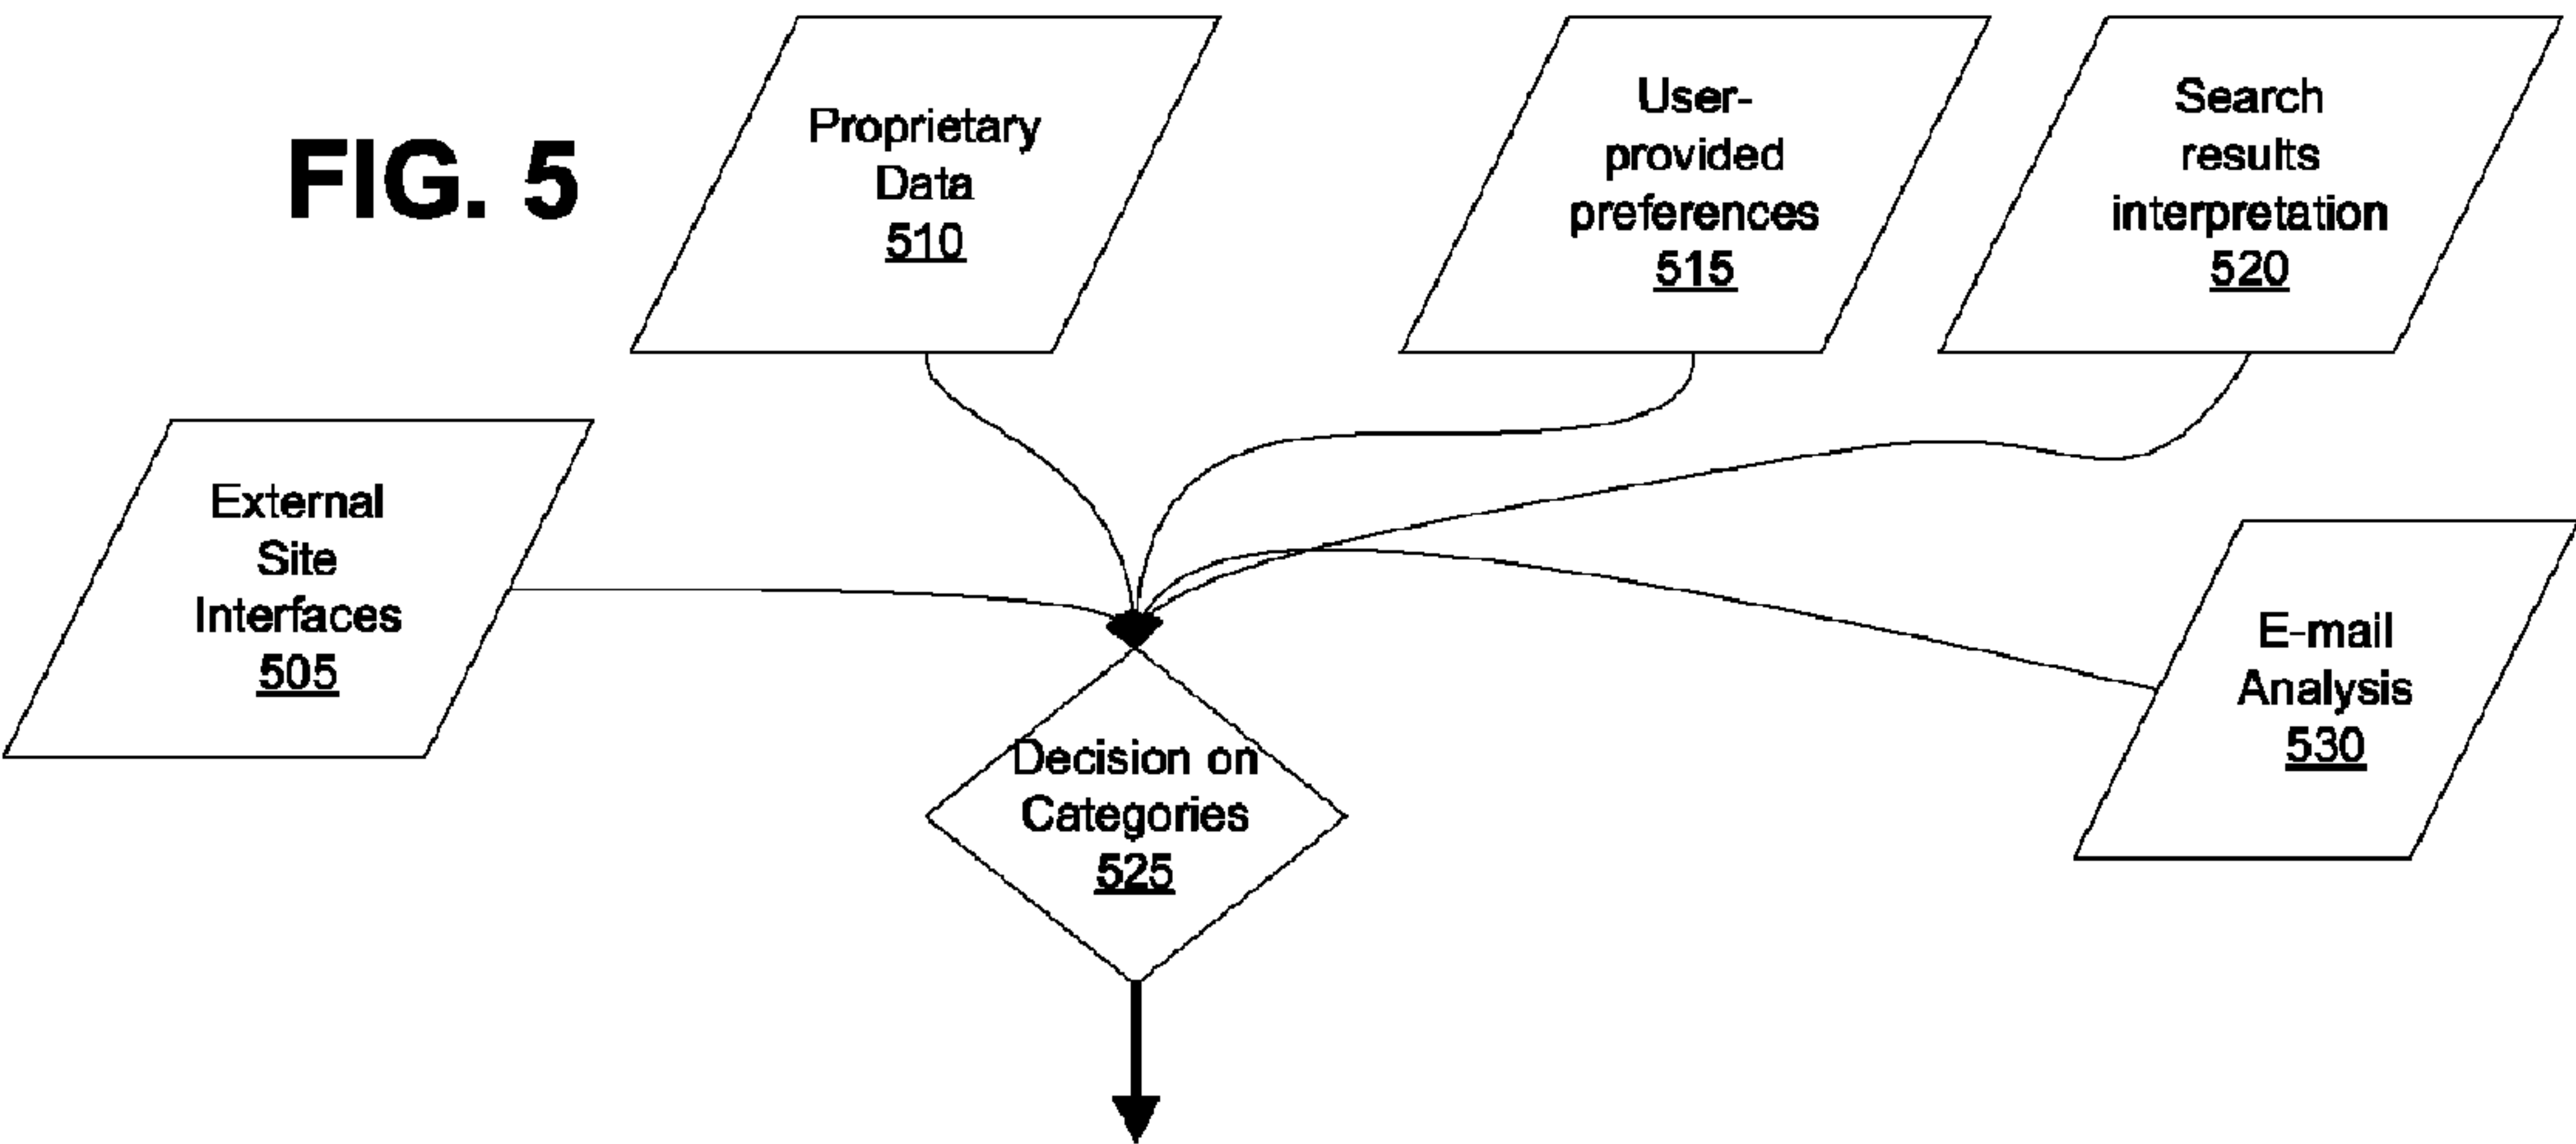 FIG. 5
Proprietary
Data
510
User-
provided
preferences
515
Search
results
interpretation
520
External
Site
Interfaces
505
E-mail
Analysis
530
Decision on
Categories
525